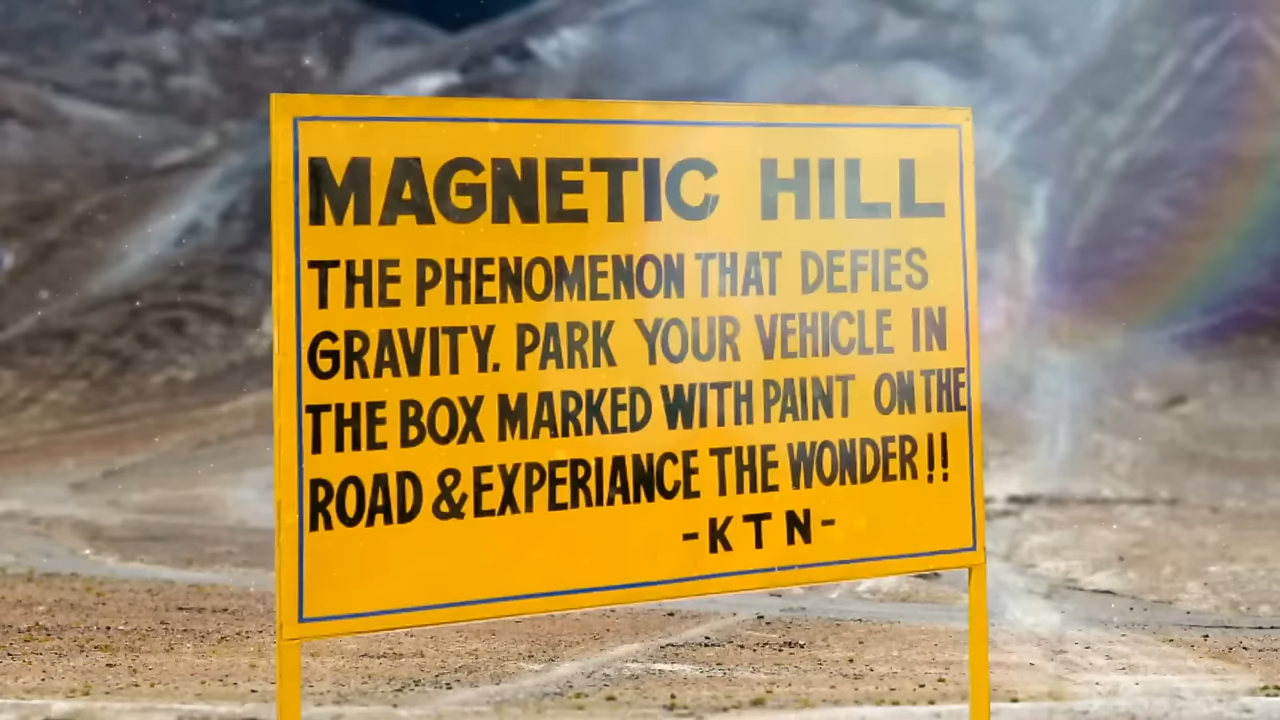 MAGNETIC HILL
THE PHENOMENON THAT DEFIES
GRAVITY. PARK YOUR VEHICLE IN
THE BOX MARKED WITH PAINT ON THE
ROAD & EXPERIANCE THE WONDER !!
-KTN-